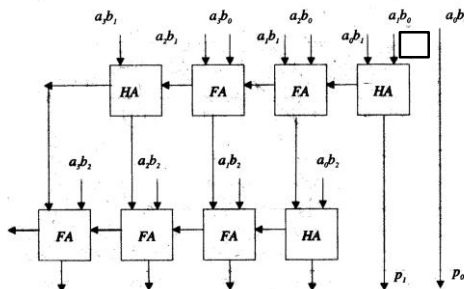 a₃b₁ a₂b₁ a₃b₀ a₁b₁ a₂b₀ a₀b₁ a₁b₀ a₀b
HA FA FA HA
a₃b₂ a₂b₂ a₁b₂ a₀b₂
FA FA FA HA
p₁ p₀